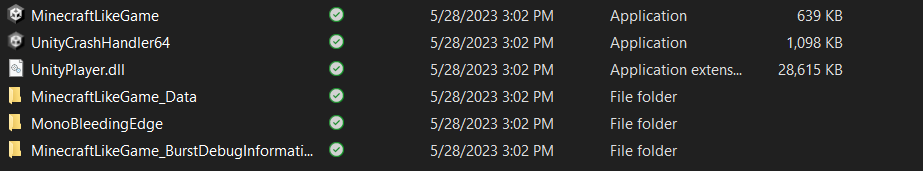 MinecraftLikeGame 5/28/2023 3:02 PM Application 639 KB
UnityCrashHandler64 5/28/2023 3:02 PM Application 1,098 KB
UnityPlayer.dll 5/28/2023 3:02 PM Application extens... 28,615 KB
MinecraftLikeGame_Data 5/28/2023 3:02 PM File folder
MonoBleedingEdge 5/28/2023 3:02 PM File folder
MinecraftLikeGame_BurstDebugInformati... 5/28/2023 3:02 PM File folder